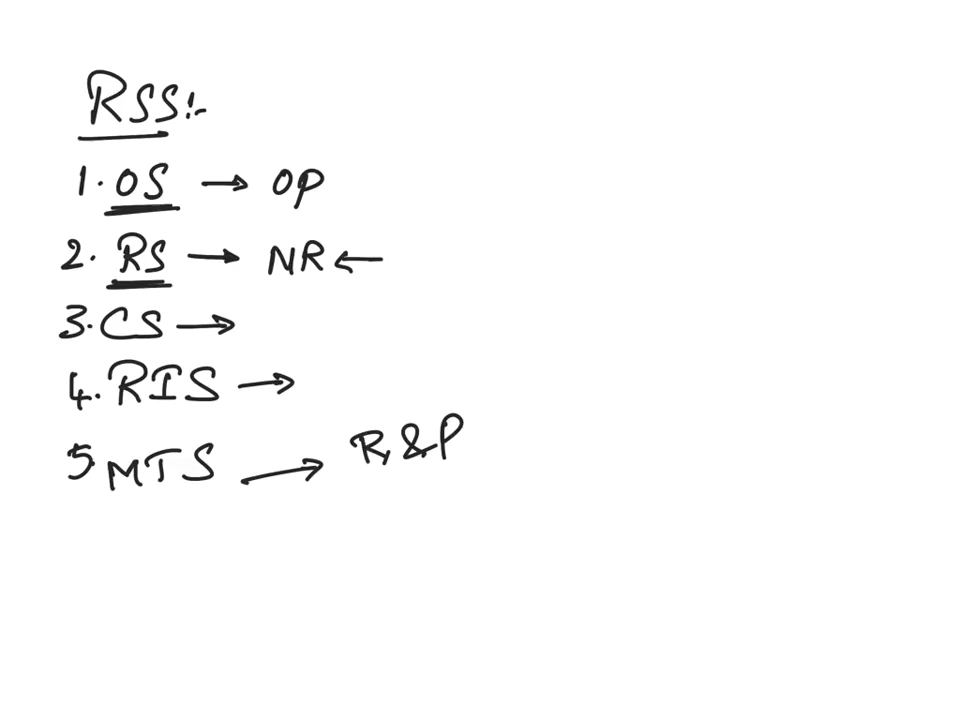 RSS:-
1. OS → OP
2. RS → NR ←
3. CS →
4. RIS →
5. MTS → R, & P